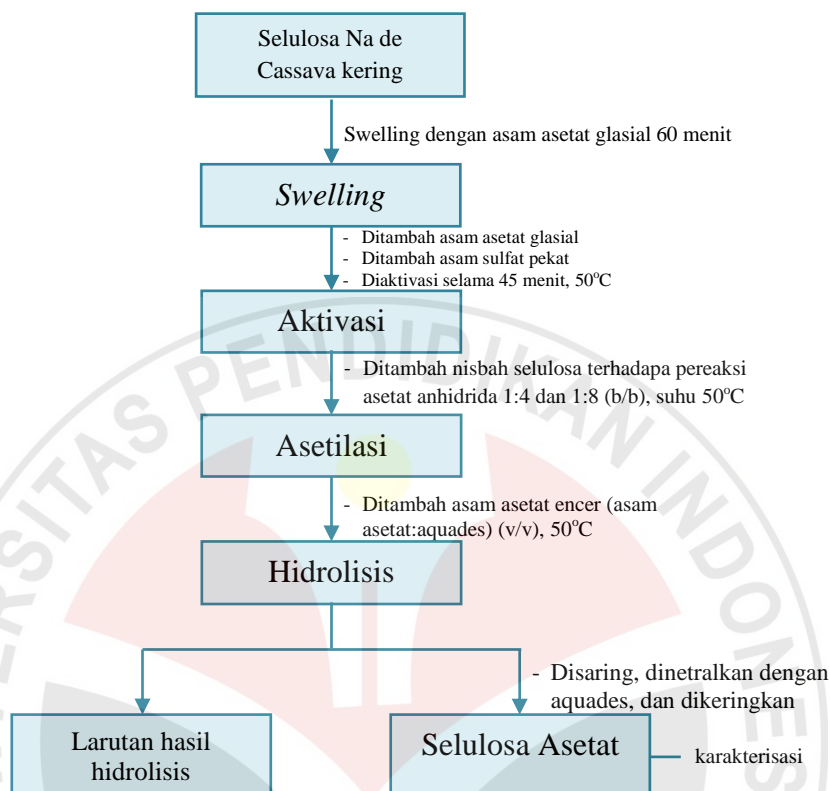 Selulosa Na de
Cassava kering
Swelling dengan asam asetat glasial 60 menit
Swelling
- Ditambah asam asetat glasial
- Ditambah asam sulfat pekat
- Diaktivasi selama 45 menit, 50°C
Aktivasi
- Ditambah nisbah selulosa terhadapa pereaksi
asetat anhidrida 1:4 dan 1:8 (b/b), suhu 50°C
Asetilasi
- Ditambah asam asetat encer (asam
asetat:aquades) (v/v), 50°C
Hidrolisis
- Disaring, dinetralkan dengan
aquades, dan dikeringkan
Larutan hasil
hidrolisis
Selulosa Asetat
karakterisasi
ERSITAS PENDIDIKAN INDONES